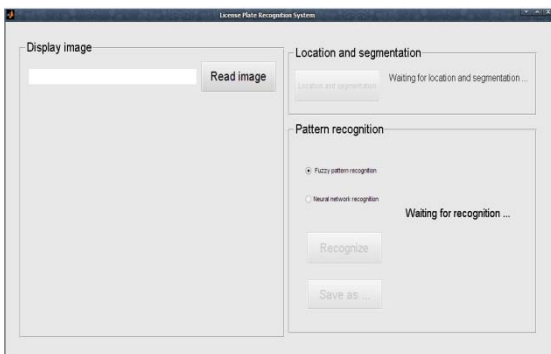 License Plate Recognition System
Display image
Read image
Location and segmentation
Location and segmentation
Waiting for location and segmentation ...
Pattern recognition
Fuzzy pattern recognition
Neural network recognition
Waiting for recognition ...
Recognize
Save as ...